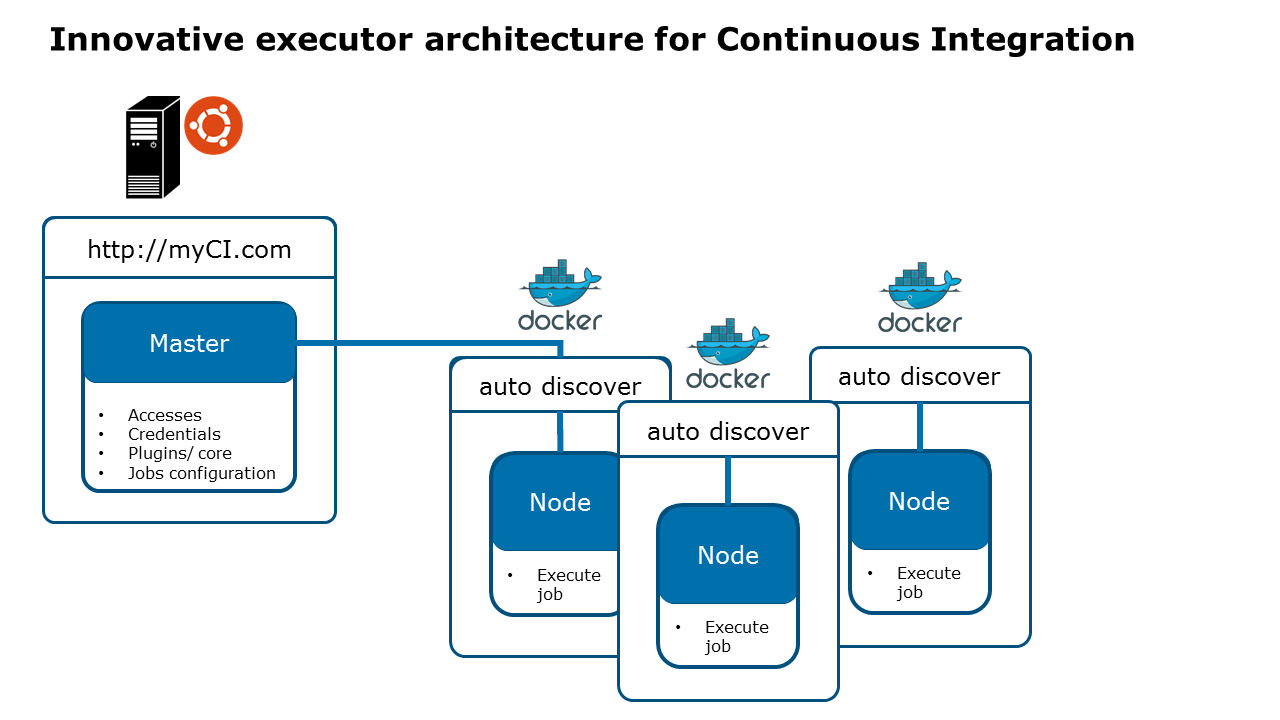 Innovative executor architecture for Continuous Integration
http://myCI.com
Master
• Accesses
• Credentials
• Plugins/ core
• Jobs configuration
docker
auto discover
Node
• Execute
job
docker
auto discover
Node
• Execute
job
docker
auto discover
Node
• Execute
job